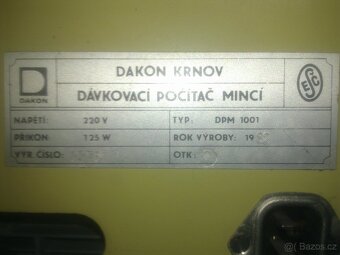 DAKON KRNOV
DAKON
DÁVKOVACÍ POČÍTAČ MINCÍ
ESČ
NAPĚTÍ: 220 V TYP: DPM 1001
PŘÍKON: 125 W ROK VÝROBY: 19
VÝR. ČÍSLO: OTK:
Bazos.cz